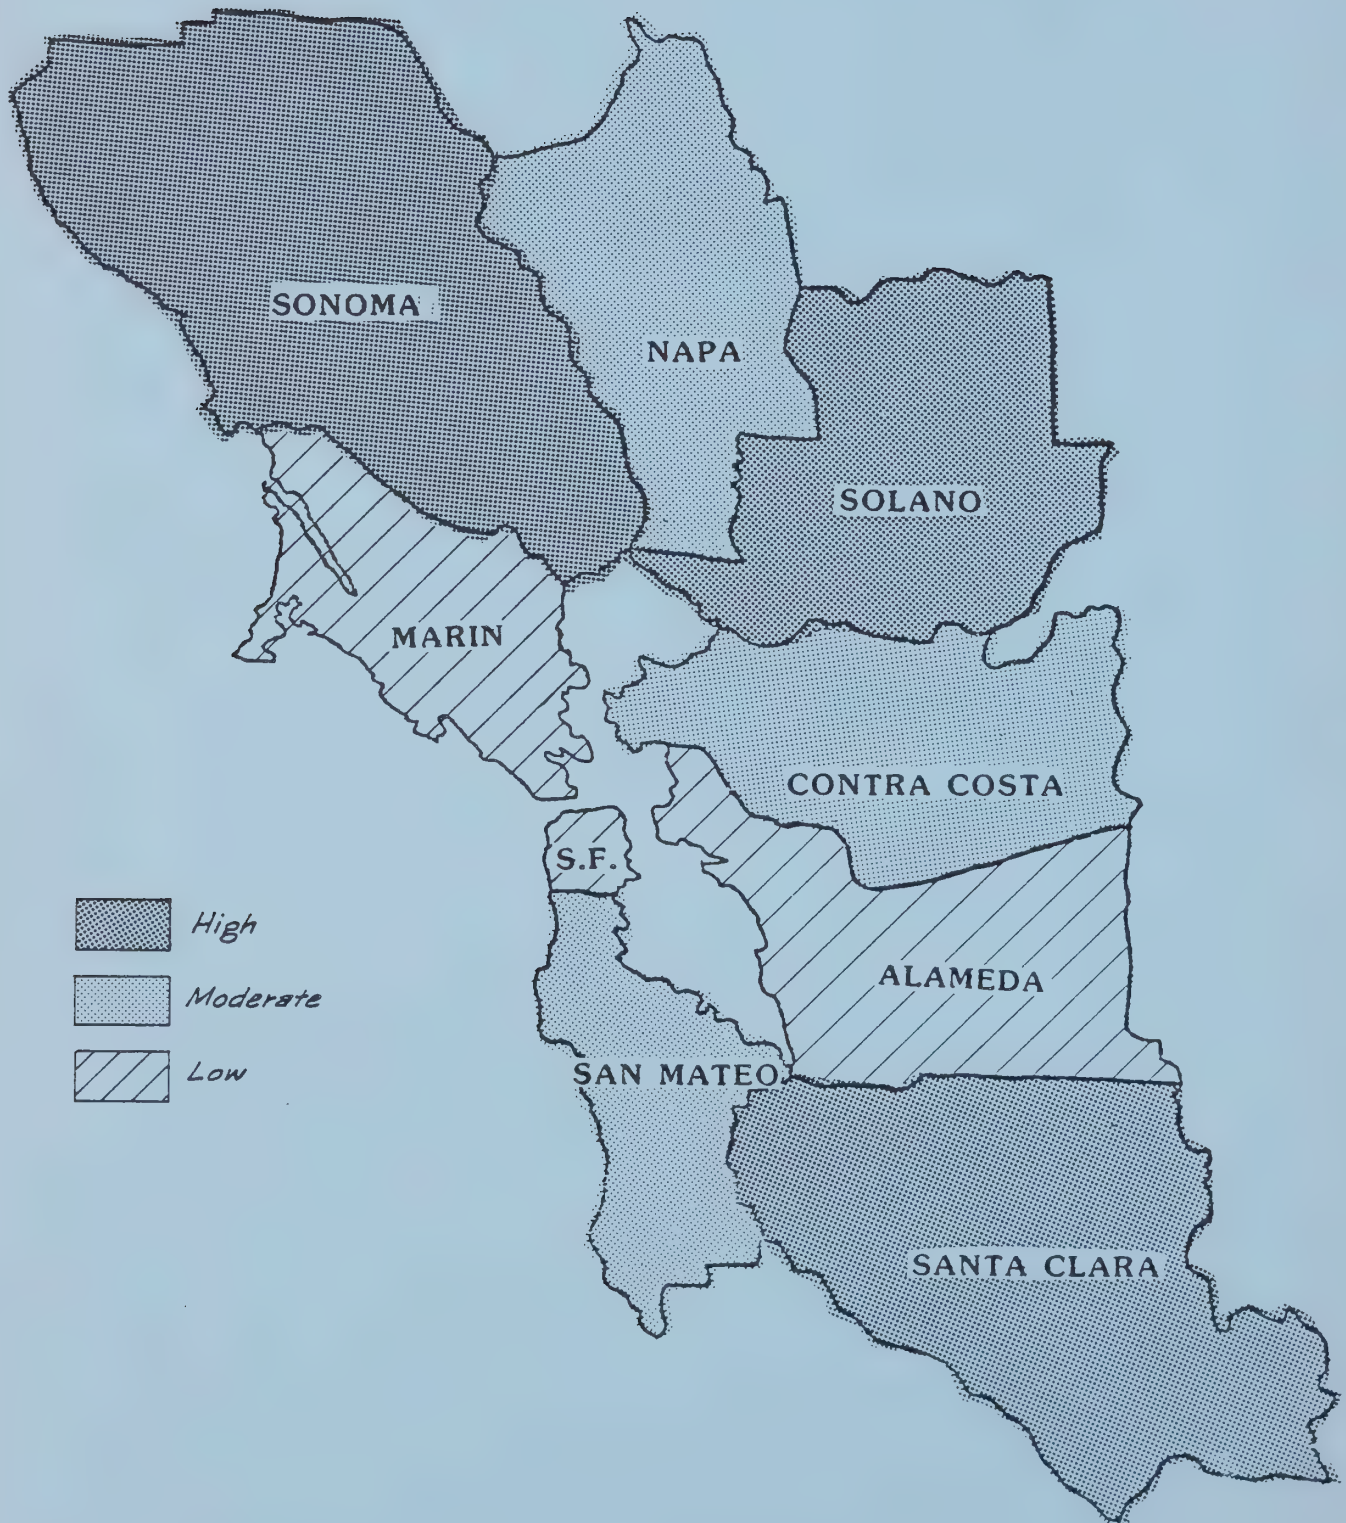 SONOMA
NAPA
SOLANO
MARIN
CONTRA COSTA
S.F.
High
ALAMEDA
Moderate
SAN MATEO
Low
SANTA CLARA